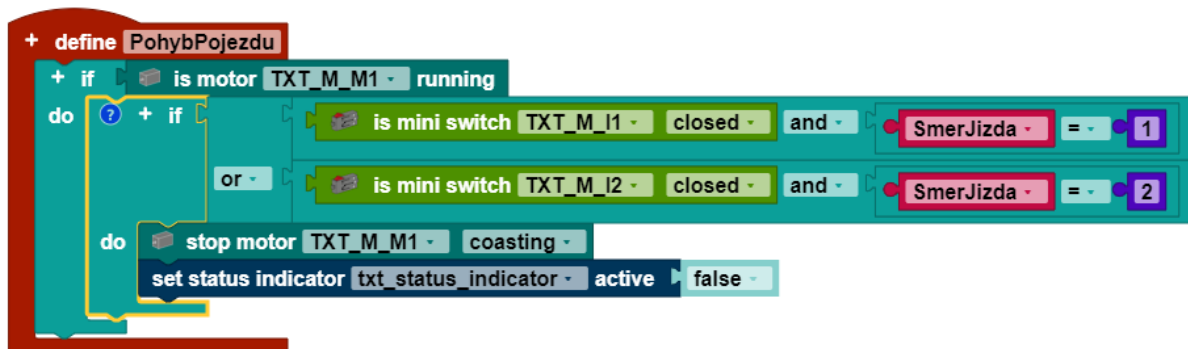 + define PohybPojezdu
+ if is motor TXT_M_M1 running
do ? + if is mini switch TXT_M_I1 closed and SmerJizda = 1
or
is mini switch TXT_M_I2 closed and SmerJizda = 2
do stop motor TXT_M_M1 coasting
set status indicator txt_status_indicator active false